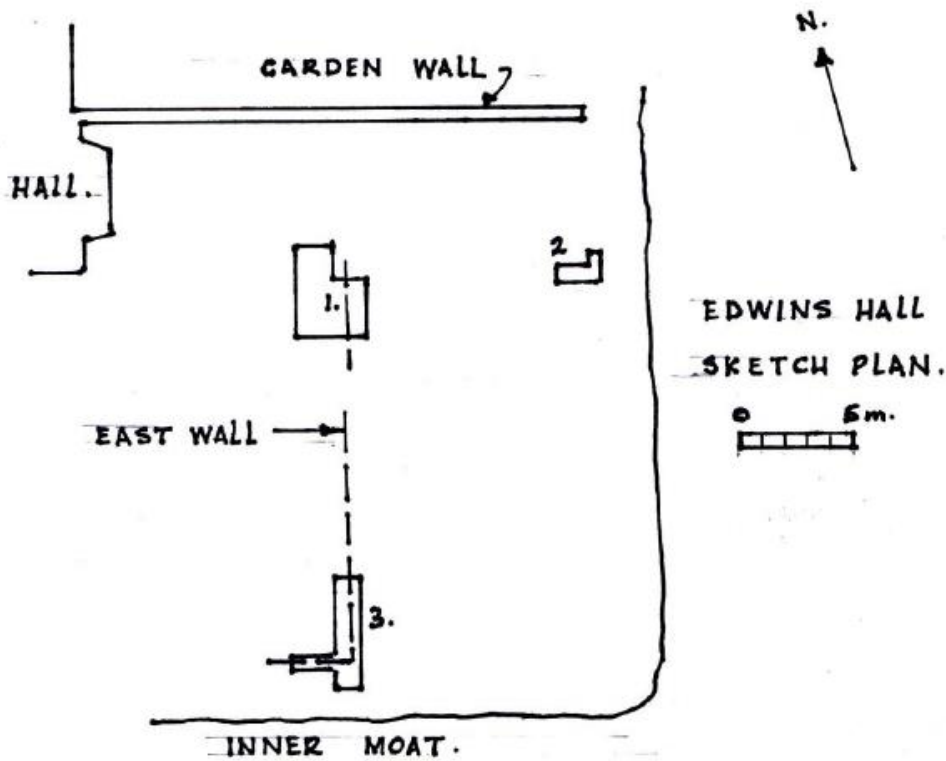 N.
GARDEN WALL
HALL.
2
1.
EDWINS HALL
SKETCH PLAN.
0 5m.
EAST WALL
3.
INNER MOAT.